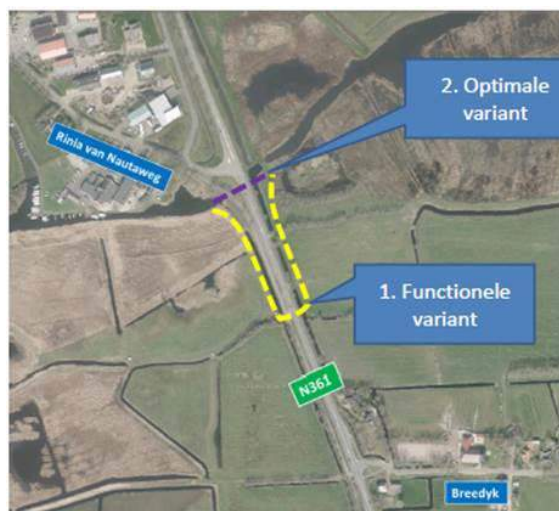 2. Optimale
variant
Rinia van Nautaweg
1. Functionele
variant
N361
Breedyk